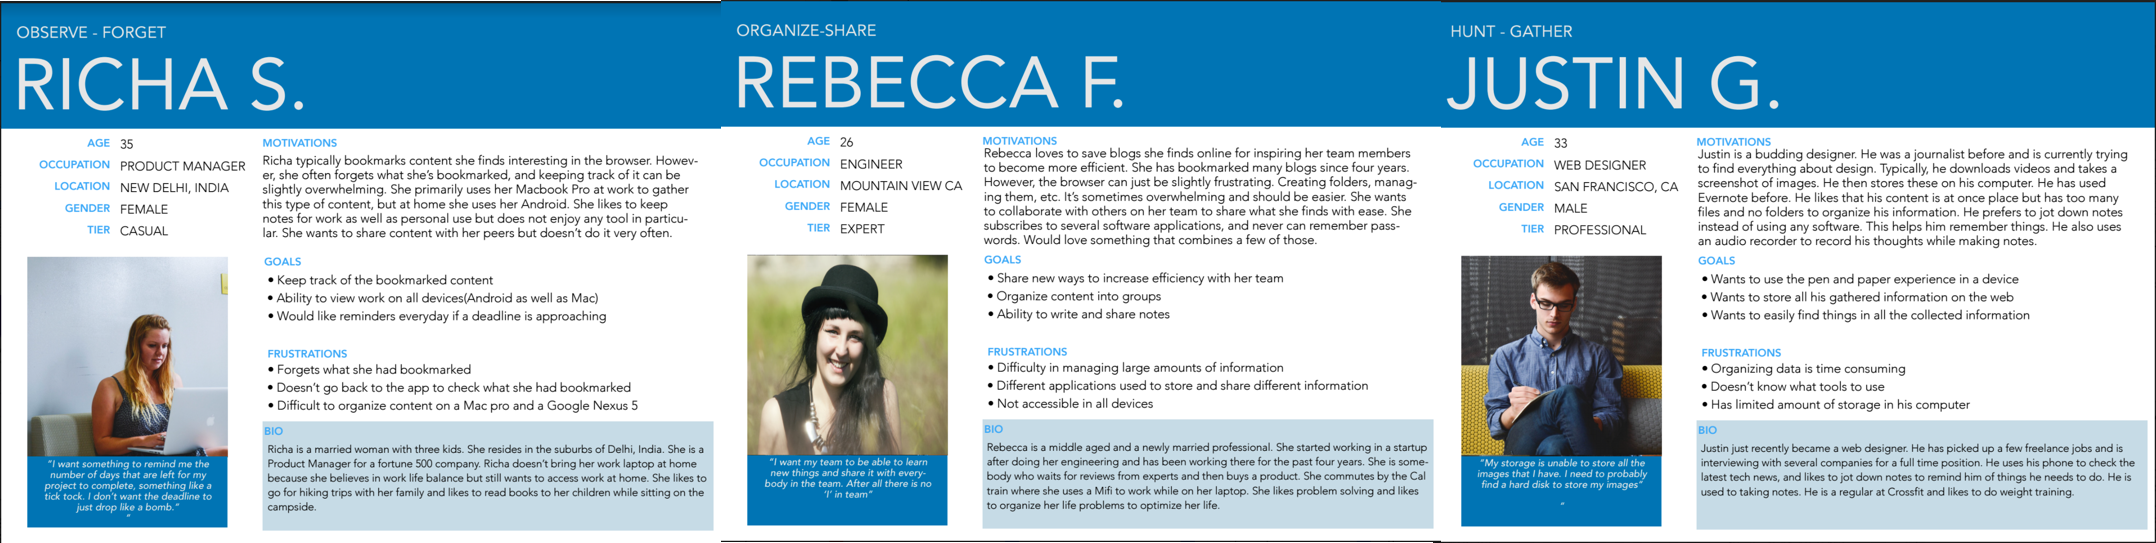 OBSERVE - FORGET
RICHA S.
AGE 35
OCCUPATION PRODUCT MANAGER
LOCATION NEW DELHI, INDIA
GENDER FEMALE
TIER CASUAL
"I want something to remind me the
number of days that are left for my
project to complete, something like a
tick tock. I don't want the deadline to
just drop like a bomb."
"
MOTIVATIONS
Richa typically bookmarks content she finds interesting in the browser. Howev-
er, she often forgets what she's bookmarked, and keeping track of it can be
slightly overwhelming. She primarily uses her Macbook Pro at work to gather
this type of content, but at home she uses her Android. She likes to keep
notes for work as well as personal use but does not enjoy any tool in particu-
lar. She wants to share content with her peers but doesn't do it very often.
GOALS
• Keep track of the bookmarked content
• Ability to view work on all devices(Android as well as Mac)
• Would like reminders everyday if a deadline is approaching
FRUSTRATIONS
• Forgets what she had bookmarked
• Doesn't go back to the app to check what she had bookmarked
• Difficult to organize content on a Mac pro and a Google Nexus 5
BIO
Richa is a married woman with three kids. She resides in the suburbs of Delhi, India. She is a
Product Manager for a fortune 500 company. Richa doesn't bring her work laptop at home
because she believes in work life balance but still wants to access work at home. She likes to
go for hiking trips with her family and likes to read books to her children while sitting on the
campside.
ORGANIZE-SHARE
REBECCA F.
AGE 26
OCCUPATION ENGINEER
LOCATION MOUNTAIN VIEW CA
GENDER FEMALE
TIER EXPERT
"I want my team to be able to learn
new things and share it with every-
body in the team. After all there is no
'I' in team"
MOTIVATIONS
Rebecca loves to save blogs she finds online for inspiring her team members
to become more efficient. She has bookmarked many blogs since four years.
However, the browser can just be slightly frustrating. Creating folders, manag-
ing them, etc. It's sometimes overwhelming and should be easier. She wants
to collaborate with others on her team to share what she finds with ease. She
subscribes to several software applications, and never can remember pass-
words. Would love something that combines a few of those.
GOALS
• Share new ways to increase efficiency with her team
• Organize content into groups
• Ability to write and share notes
FRUSTRATIONS
• Difficulty in managing large amounts of information
• Different applications used to store and share different information
• Not accessible in all devices
BIO
Rebecca is a middle aged and a newly married professional. She started working in a startup
after doing her engineering and has been working there for the past four years. She is some-
body who waits for reviews from experts and then buys a product. She commutes by the Cal
train where she uses a Mifi to work while on her laptop. She likes problem solving and likes
to organize her life problems to optimize her life.
HUNT - GATHER
JUSTIN G.
AGE 33
OCCUPATION WEB DESIGNER
LOCATION SAN FRANCISCO, CA
GENDER MALE
TIER PROFESSIONAL
"My storage is unable to store all the
images that I have. I need to probably
find a hard disk to store my images"
"
MOTIVATIONS
Justin is a budding designer. He was a journalist before and is currently trying
to find everything about design. Typically, he downloads videos and takes a
screenshot of images. He then stores these on his computer. He has used
Evernote before. He likes that his content is at once place but has too many
files and no folders to organize his information. He prefers to jot down notes
instead of using any software. This helps him remember things. He also uses
an audio recorder to record his thoughts while making notes.
GOALS
• Wants to use the pen and paper experience in a device
• Wants to store all his gathered information on the web
• Wants to easily find things in all the collected information
FRUSTRATIONS
• Organizing data is time consuming
• Doesn't know what tools to use
• Has limited amount of storage in his computer
BIO
Justin just recently became a web designer. He has picked up a few freelance jobs and is
interviewing with several companies for a full time position. He uses his phone to check the
latest tech news, and likes to jot down notes to remind him of things he needs to do. He is
used to taking notes. He is a regular at Crossfit and likes to do weight training.